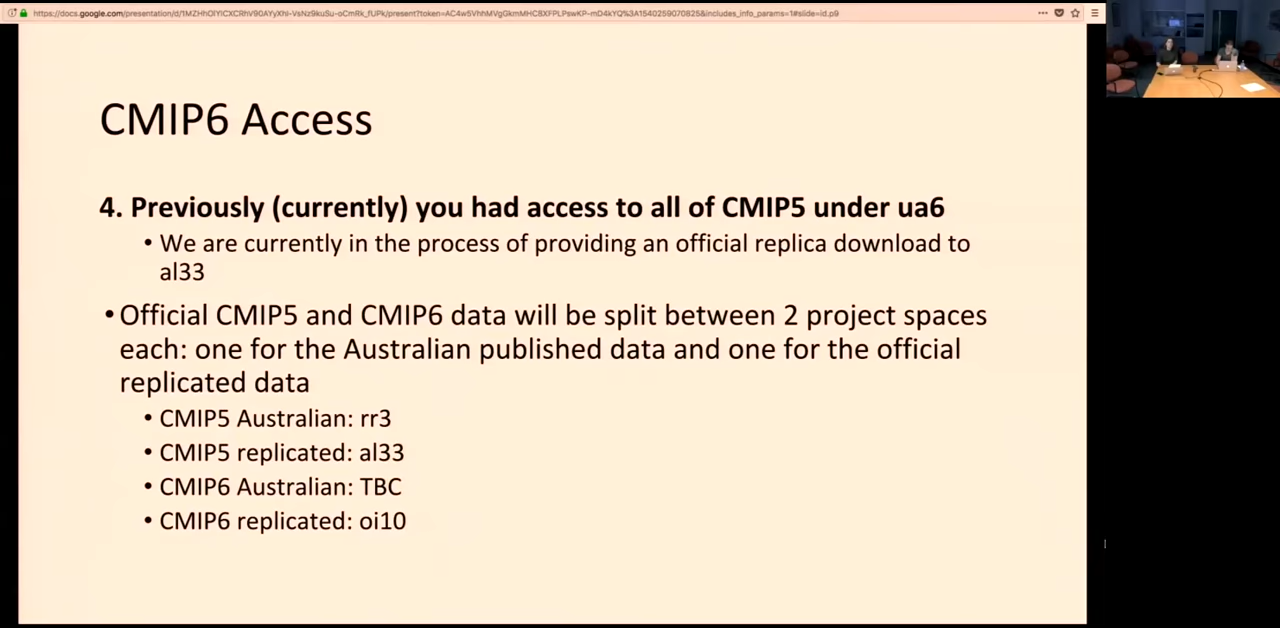 CMIP6 Access
4. Previously (currently) you had access to all of CMIP5 under ua6
• We are currently in the process of providing an official replica download to
al33
• Official CMIP5 and CMIP6 data will be split between 2 project spaces
each: one for the Australian published data and one for the official
replicated data
• CMIP5 Australian: rr3
• CMIP5 replicated: al33
• CMIP6 Australian: TBC
• CMIP6 replicated: oi10